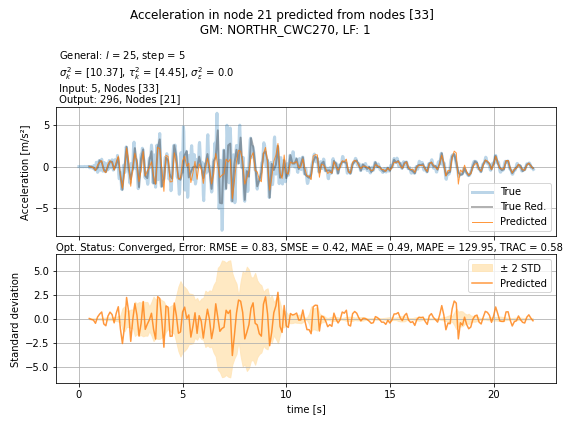 Acceleration in node 21 predicted from nodes [33]
GM: NORTHR_CWC270, LF: 1
General: l = 25, step = 5
σ²ₖ = [10.37], τ²ₖ = [4.45], σ²ε = 0.0
Input: 5, Nodes [33]
Output: 296, Nodes [21]
Acceleration [m/s²]
5
0
−5
True
True Red.
Predicted
Opt. Status: Converged, Error: RMSE = 0.83, SMSE = 0.42, MAE = 0.49, MAPE = 129.95, TRAC = 0.58
Standard deviation
5.0
2.5
0.0
−2.5
−5.0
± 2 STD
Predicted
0 5 10 15 20
time [s]